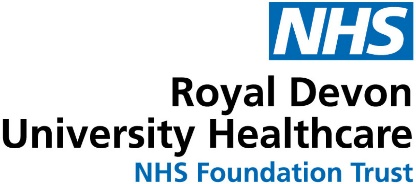 NHS
Royal Devon
University Healthcare
NHS Foundation Trust